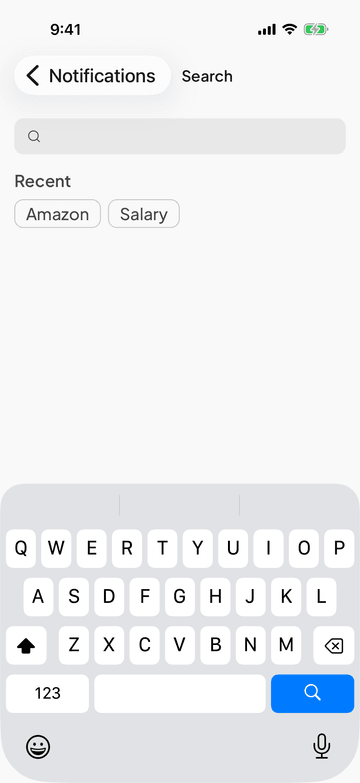 9:41
Notifications Search
Recent
Amazon Salary
Q W E R T Y U I O P
A S D F G H J K L
Z X C V B N M
123